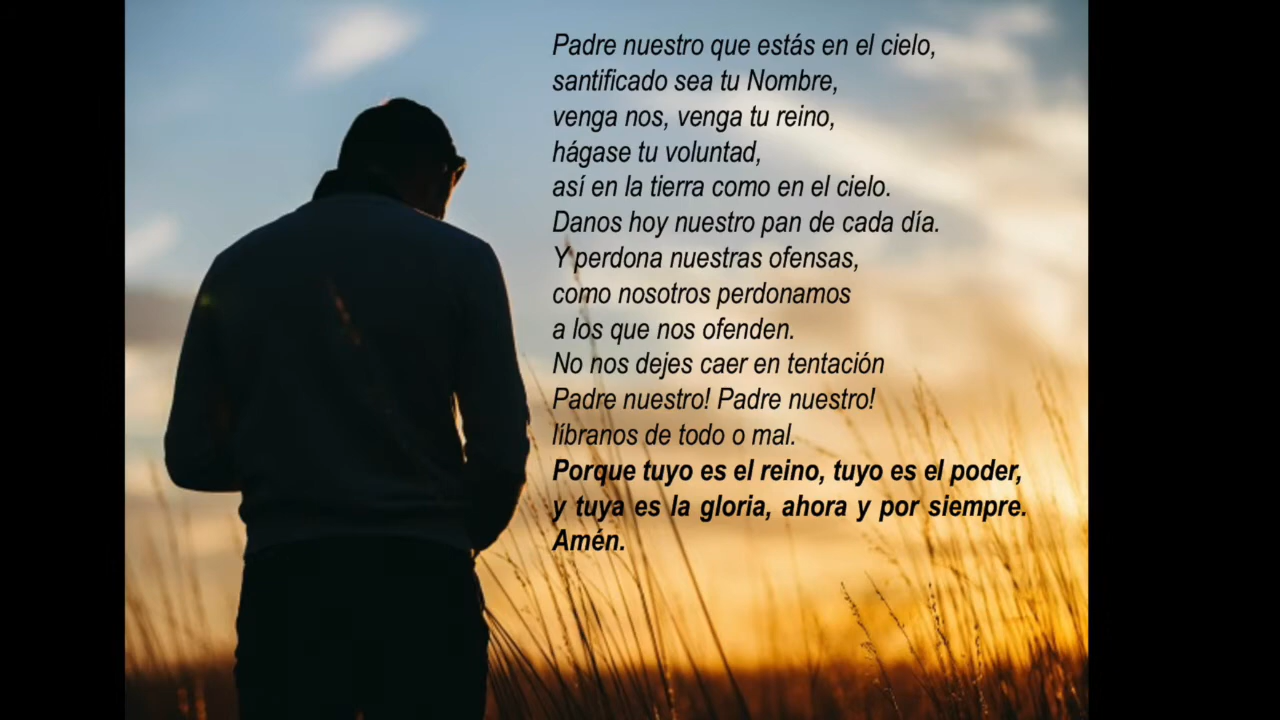 Padre nuestro que estás en el cielo,
santificado sea tu Nombre,
venga nos, venga tu reino,
hágase tu voluntad,
así en la tierra como en el cielo.
Danos hoy nuestro pan de cada día.
Y perdona nuestras ofensas,
como nosotros perdonamos
a los que nos ofenden.
No nos dejes caer en tentación
Padre nuestro! Padre nuestro!
líbranos de todo o mal.
Porque tuyo es el reino, tuyo es el poder,
y tuya es la gloria, ahora y por siempre.
Amén.